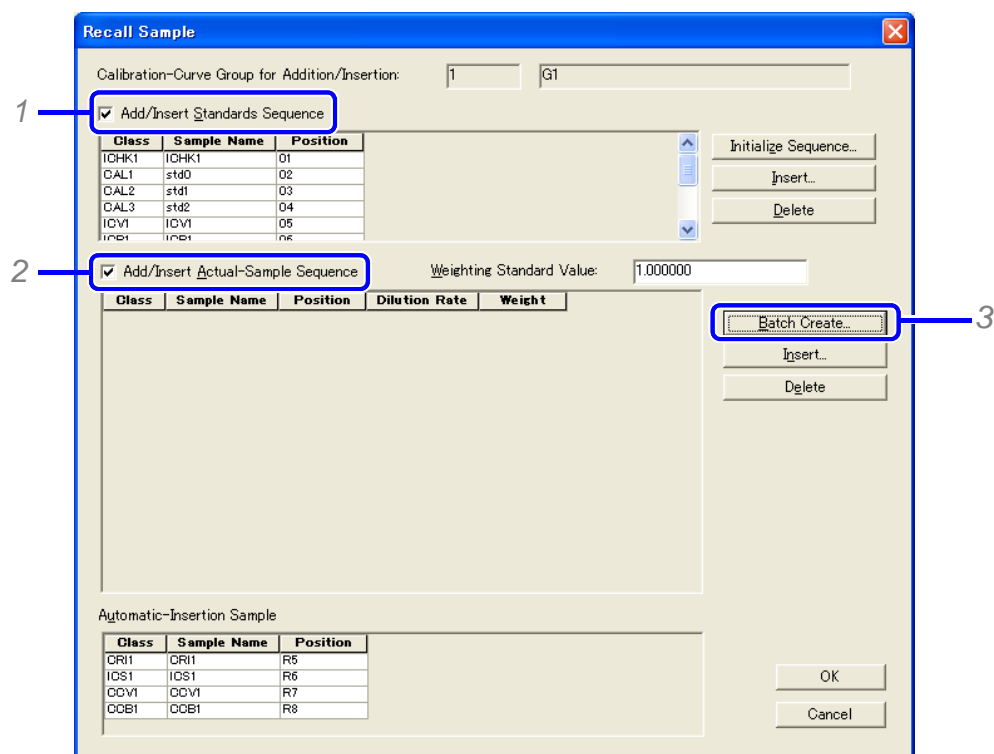 Recall Sample
Calibration-Curve Group for Addition/Insertion: 1 G1
1
Add/Insert Standards Sequence
Class Sample Name Position
ICHK1 ICHK1 01
CAL1 std0 02
CAL2 std1 03
CAL3 std2 04
ICV1 ICV1 05
ICB1 ICB1 06
Initialize Sequence...
Insert...
Delete
2
Add/Insert Actual-Sample Sequence
Weighting Standard Value: 1.000000
Class Sample Name Position Dilution Rate Weight
Batch Create...
3
Insert...
Delete
Automatic-Insertion Sample
Class Sample Name Position
CRI1 CRI1 R5
ICS1 ICS1 R6
CCV1 CCV1 R7
CCB1 CCB1 R8
OK
Cancel